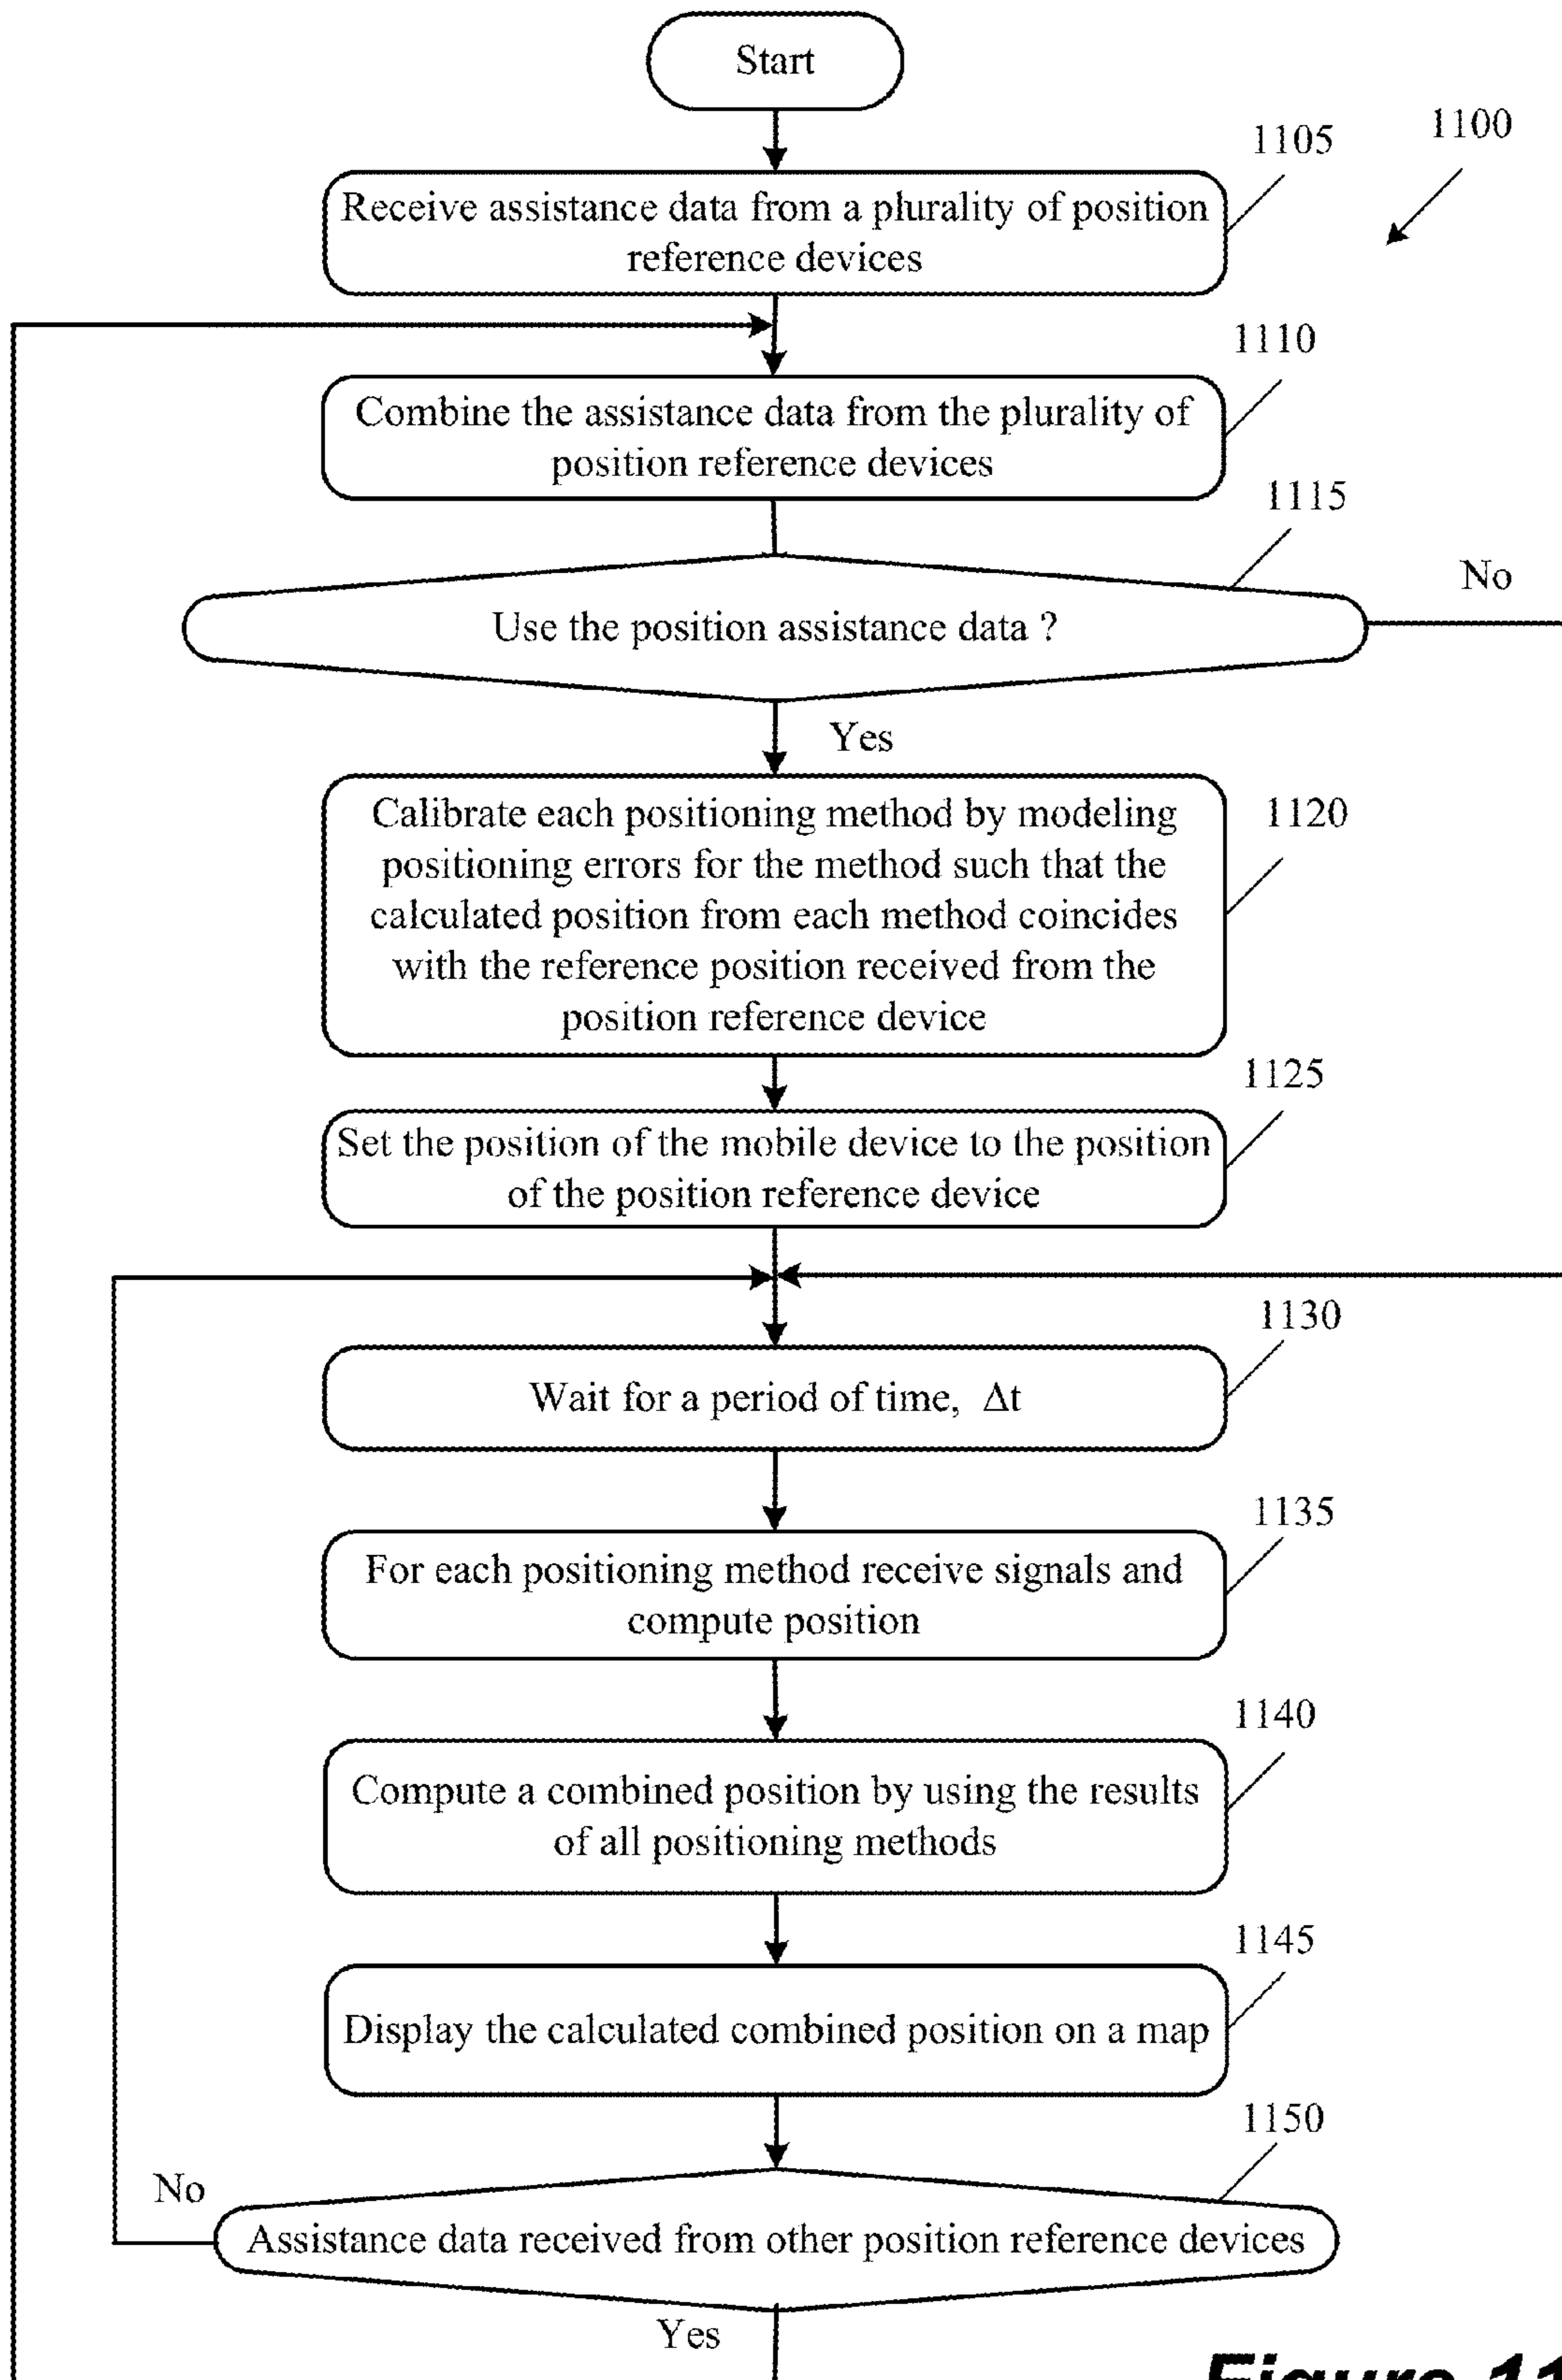 Start
1100
1105
Receive assistance data from a plurality of position
reference devices
1110
Combine the assistance data from the plurality of
position reference devices
1115
Use the position assistance data ?
No
Yes
1120
Calibrate each positioning method by modeling
positioning errors for the method such that the
calculated position from each method coincides
with the reference position received from the
position reference device
1125
Set the position of the mobile device to the position
of the position reference device
1130
Wait for a period of time, Δt
1135
For each positioning method receive signals and
compute position
1140
Compute a combined position by using the results
of all positioning methods
1145
Display the calculated combined position on a map
1150
No
Assistance data received from other position reference devices
Yes
Figure 11